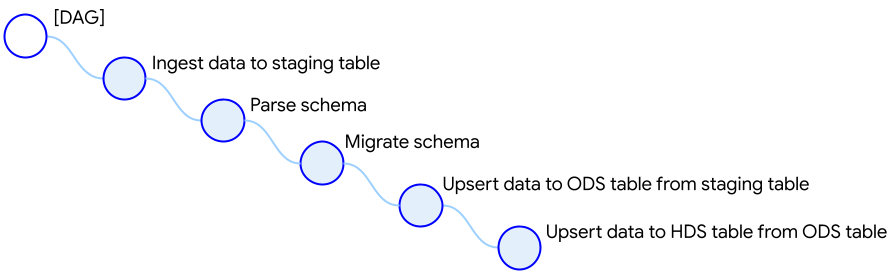 [DAG]
Ingest data to staging table
Parse schema
Migrate schema
Upsert data to ODS table from staging table
Upsert data to HDS table from ODS table